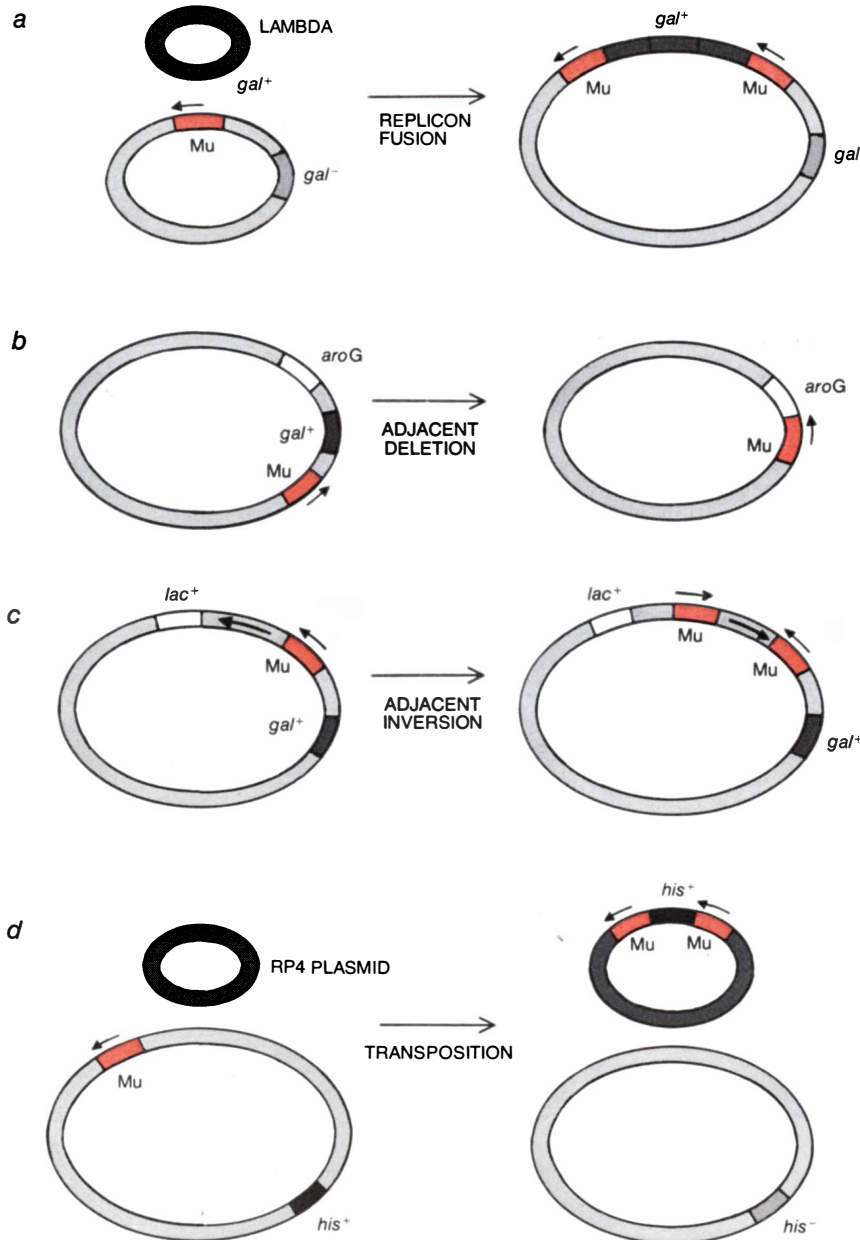 a
LAMBDA
gal+
Mu
gal−
REPLICON
FUSION
gal+
Mu
Mu
gal
b
aroG
gal+
Mu
ADJACENT
DELETION
aroG
Mu
c
lac+
Mu
gal+
ADJACENT
INVERSION
lac+
Mu
Mu
gal+
d
RP4 PLASMID
Mu
his+
TRANSPOSITION
his+
Mu
Mu
his−